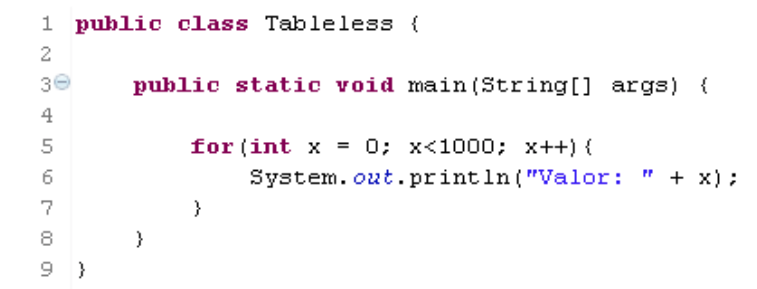 1 public class Tableless {
2
3 public static void main(String[] args) {
4
5 for(int x = 0; x<1000; x++){
6 System.out.println("Valor: " + x);
7 }
8 }
9 }